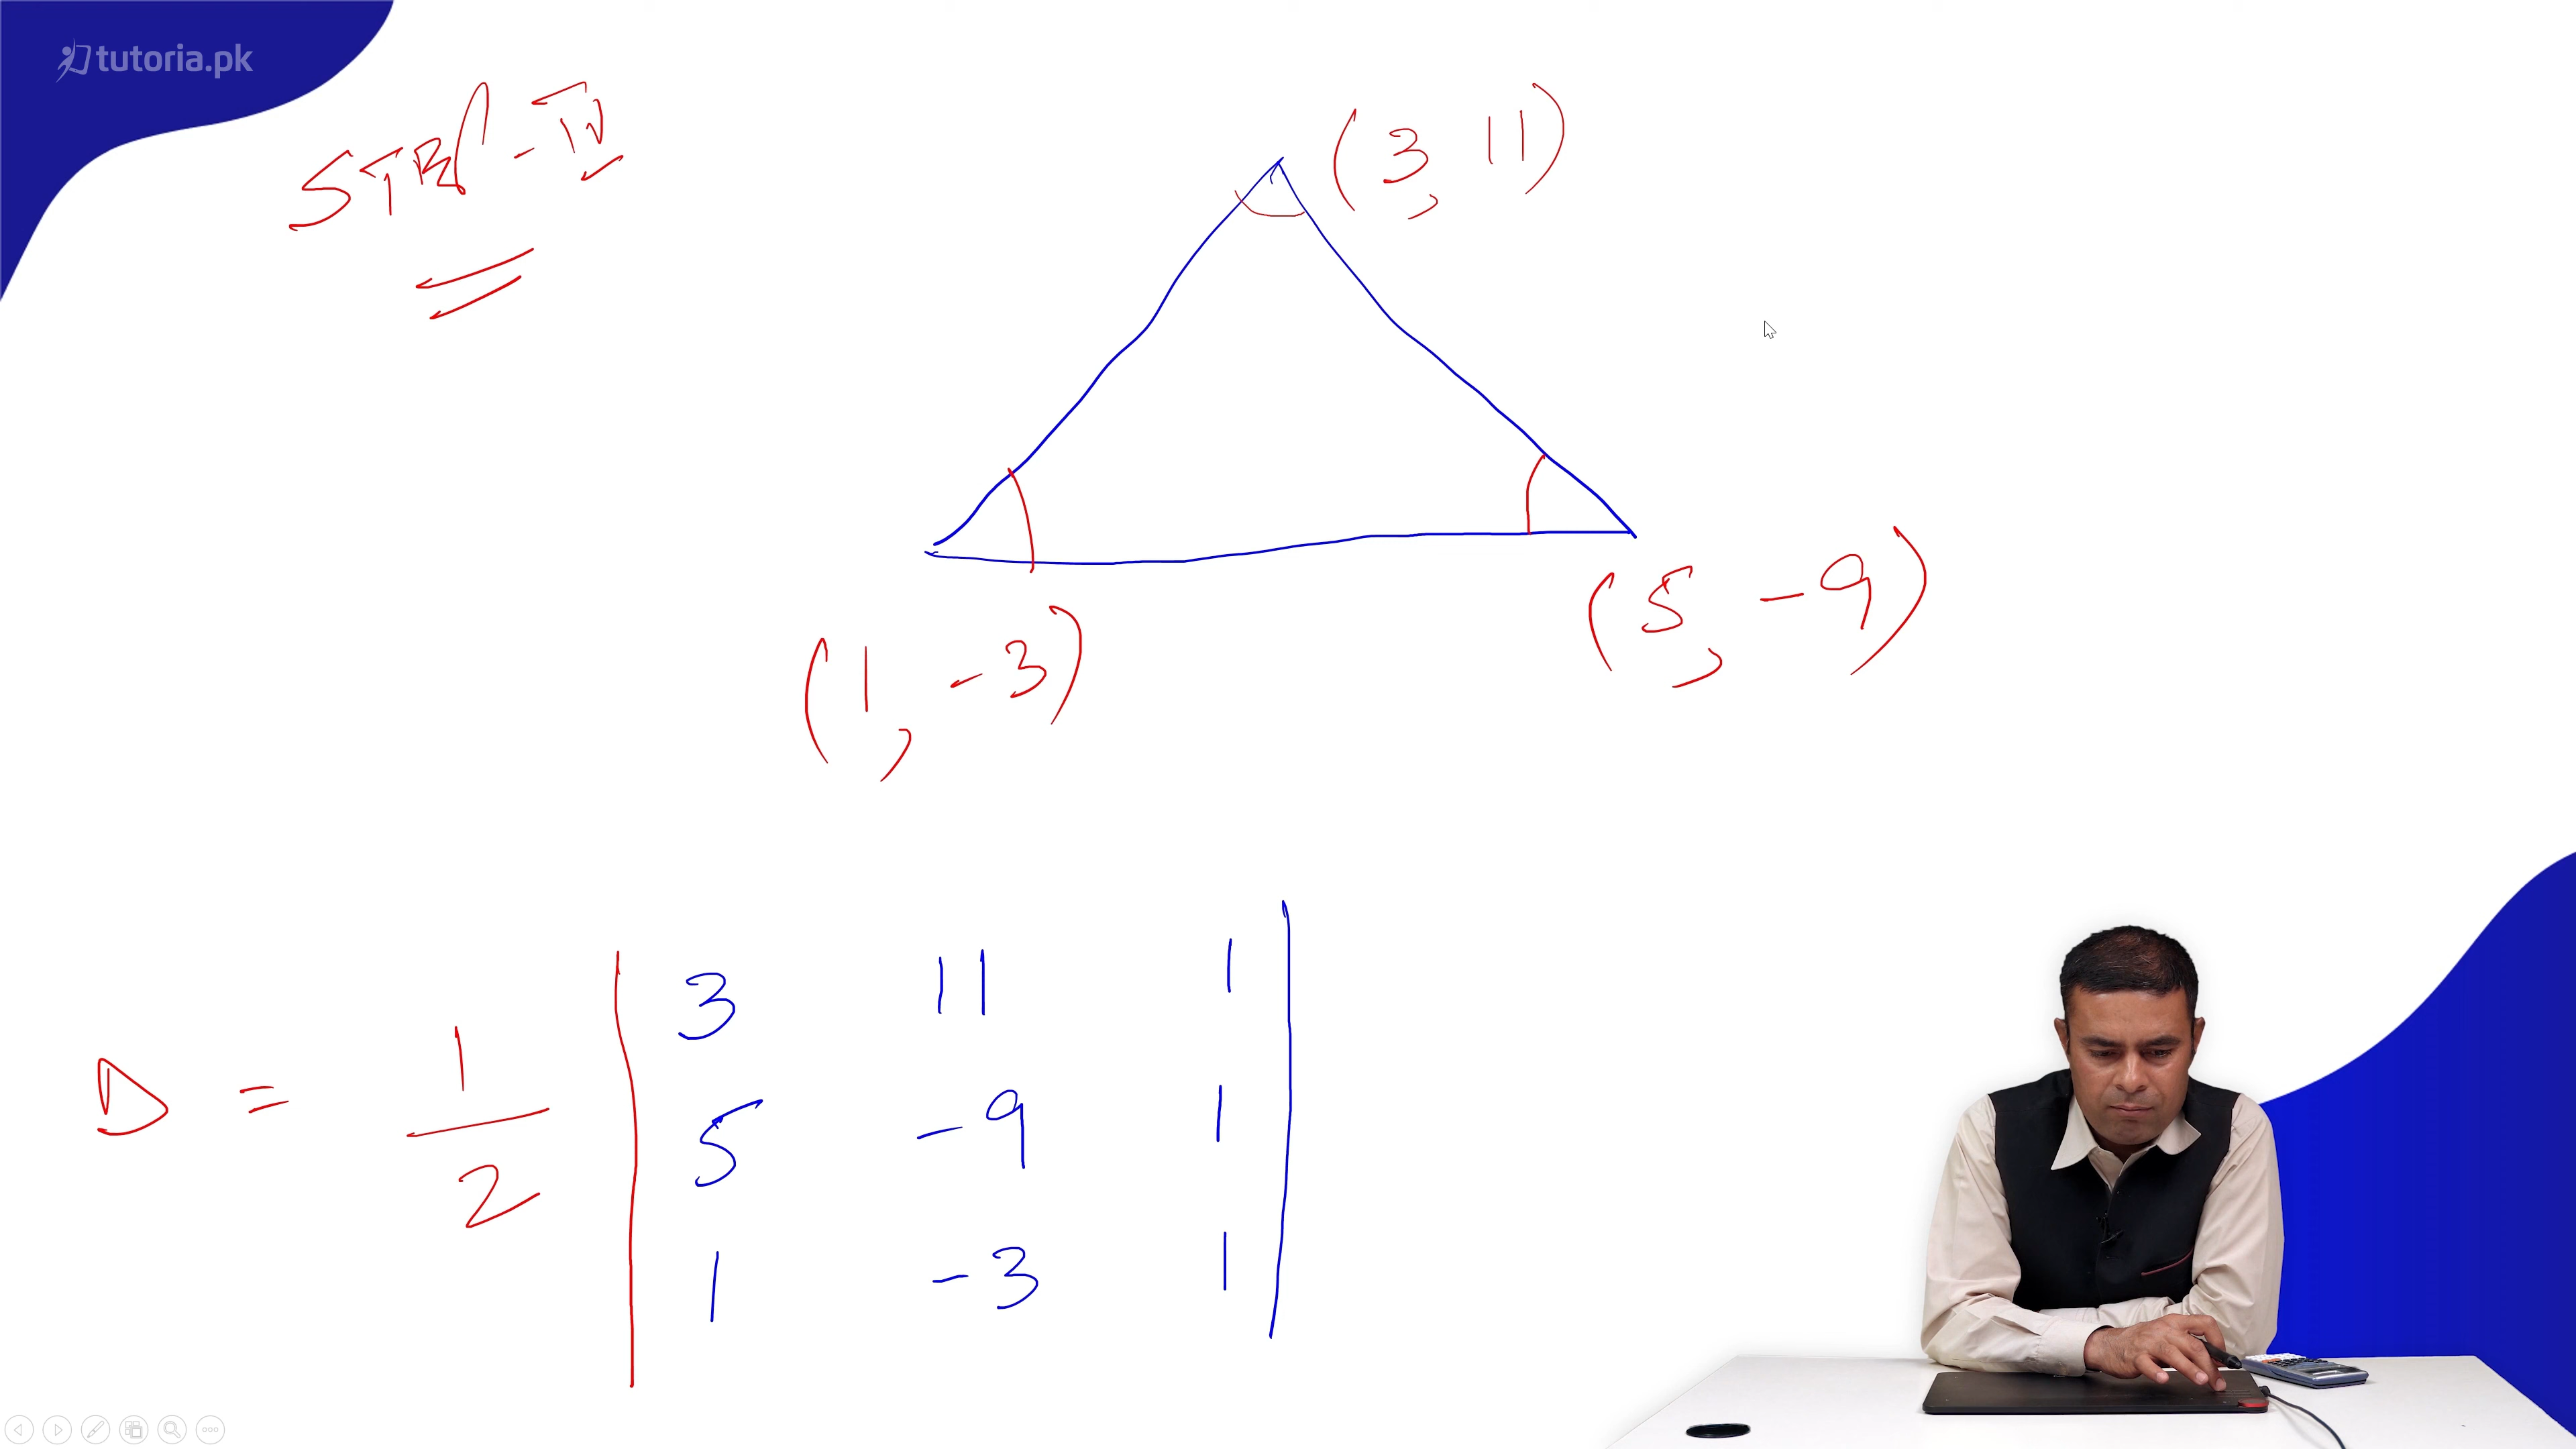 tutoria.pk
STEP - IV
(3, 11)
(1, -3)
(5, -9)
Δ = 1/2 | 3 11 1
5 -9 1
1 -3 1 |